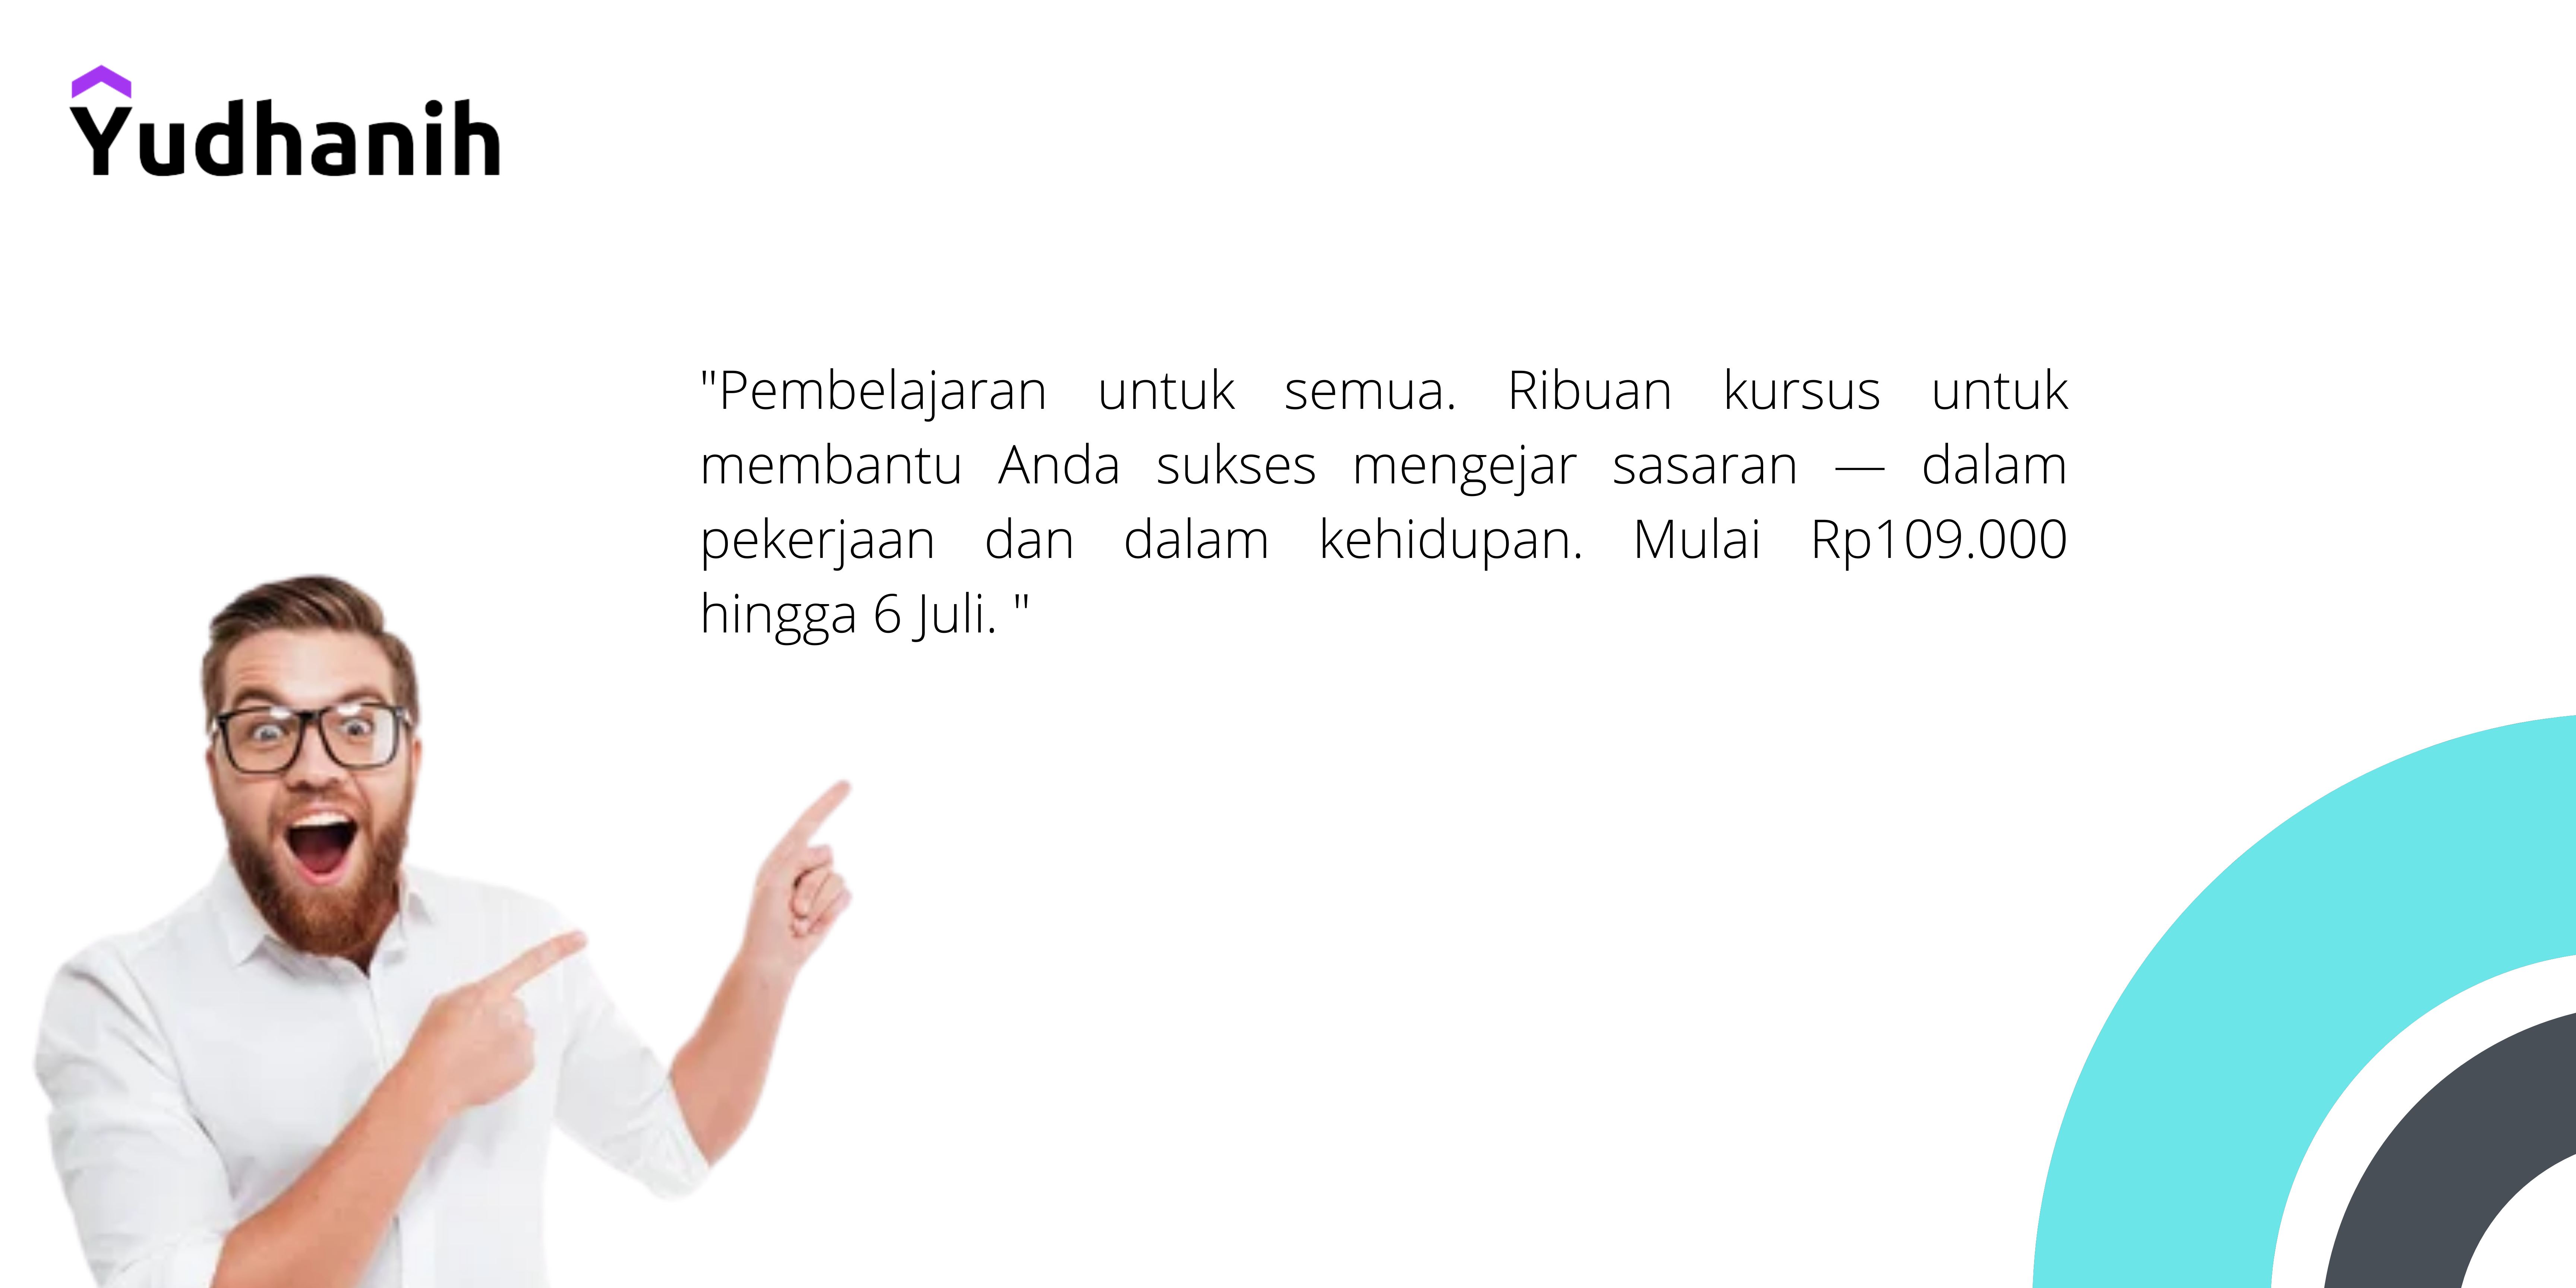 Yudhanih
"Pembelajaran untuk semua. Ribuan kursus untuk
membantu Anda sukses mengejar sasaran — dalam
pekerjaan dan dalam kehidupan. Mulai Rp109.000
hingga 6 Juli. "